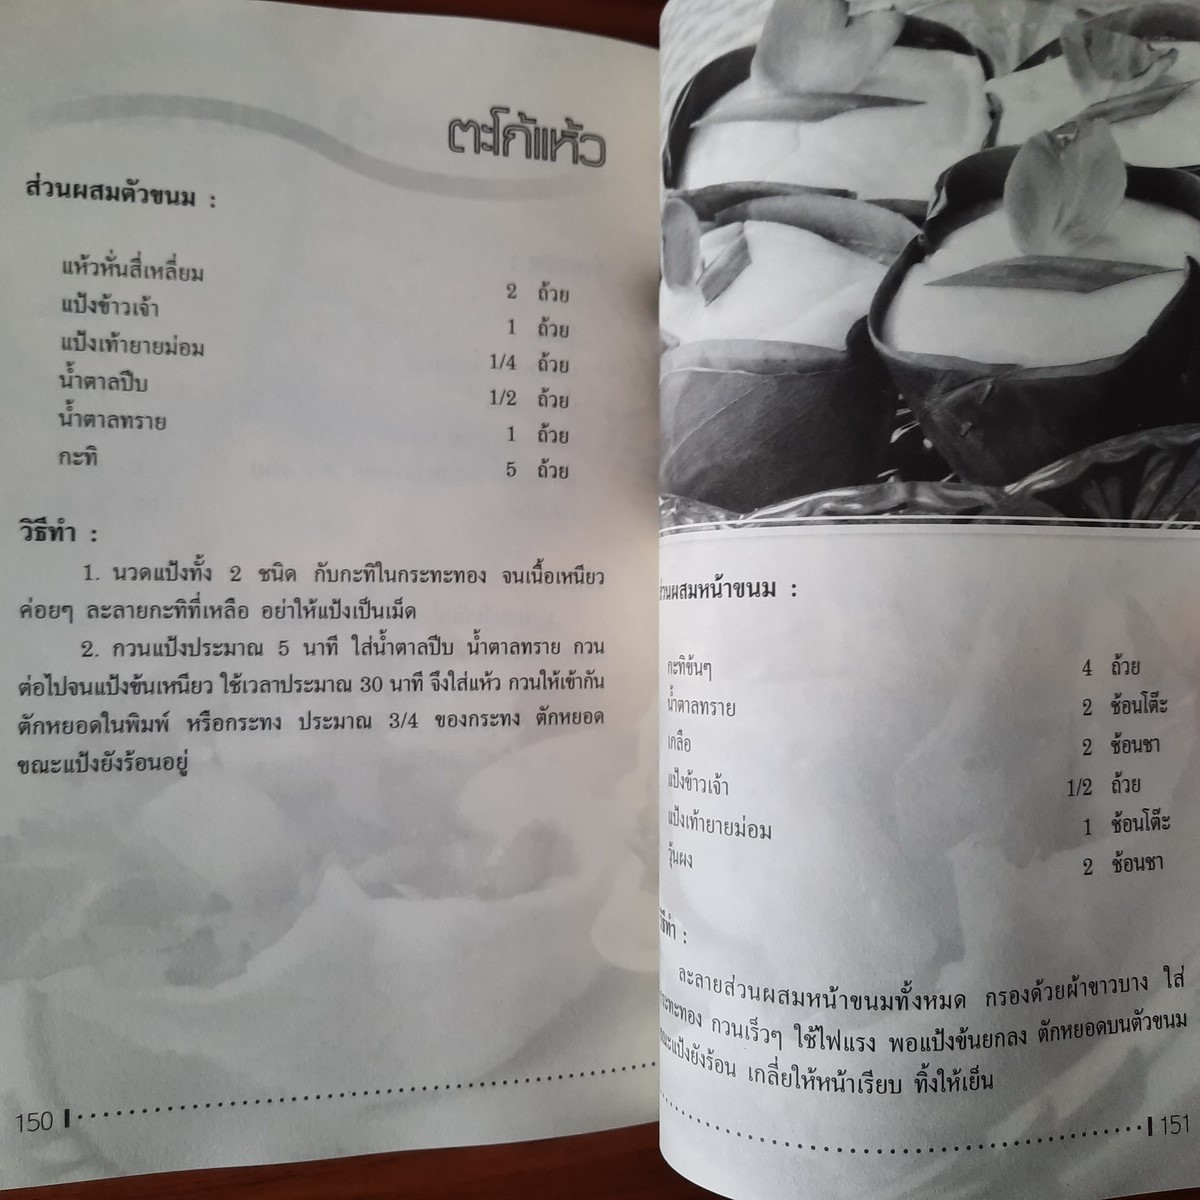 ตะโก้แห้ว
ส่วนผสมตัวขนม :
แห้วหั่นสี่เหลี่ยม 2 ถ้วย
แป้งข้าวเจ้า 1 ถ้วย
แป้งเท้ายายม่อม 1/4 ถ้วย
น้ำตาลปีบ 1/2 ถ้วย
น้ำตาลทราย 1 ถ้วย
กะทิ 5 ถ้วย
วิธีทำ :
1. นวดแป้งทั้ง 2 ชนิด กับกะทิในกระทะทอง จนเนื้อเหนียว
ค่อยๆ ละลายกะทิที่เหลือ อย่าให้แป้งเป็นเม็ด
2. กวนแป้งประมาณ 5 นาที ใส่น้ำตาลปีบ น้ำตาลทราย กวน
ต่อไปจนแป้งข้นเหนียว ใช้เวลาประมาณ 30 นาที จึงใส่แห้ว กวนให้เข้ากัน
ตักหยอดในพิมพ์ หรือกระทง ประมาณ 3/4 ของกระทง ตักหยอด
ขณะแป้งยังร้อนอยู่
150
ส่วนผสมหน้าขนม :
กะทิข้นๆ 4 ถ้วย
น้ำตาลทราย 2 ช้อนโต๊ะ
เกลือ 2 ช้อนชา
แป้งข้าวเจ้า 1/2 ถ้วย
แป้งเท้ายายม่อม 1 ช้อนโต๊ะ
วุ้นผง 2 ช้อนชา
วิธีทำ :
ละลายส่วนผสมหน้าขนมทั้งหมด กรองด้วยผ้าขาวบาง ใส่
กระทะทอง กวนเร็วๆ ใช้ไฟแรง พอแป้งข้นยกลง ตักหยอดบนตัวขนม
ขณะแป้งยังร้อน เกลี่ยให้หน้าเรียบ ทิ้งให้เย็น
151